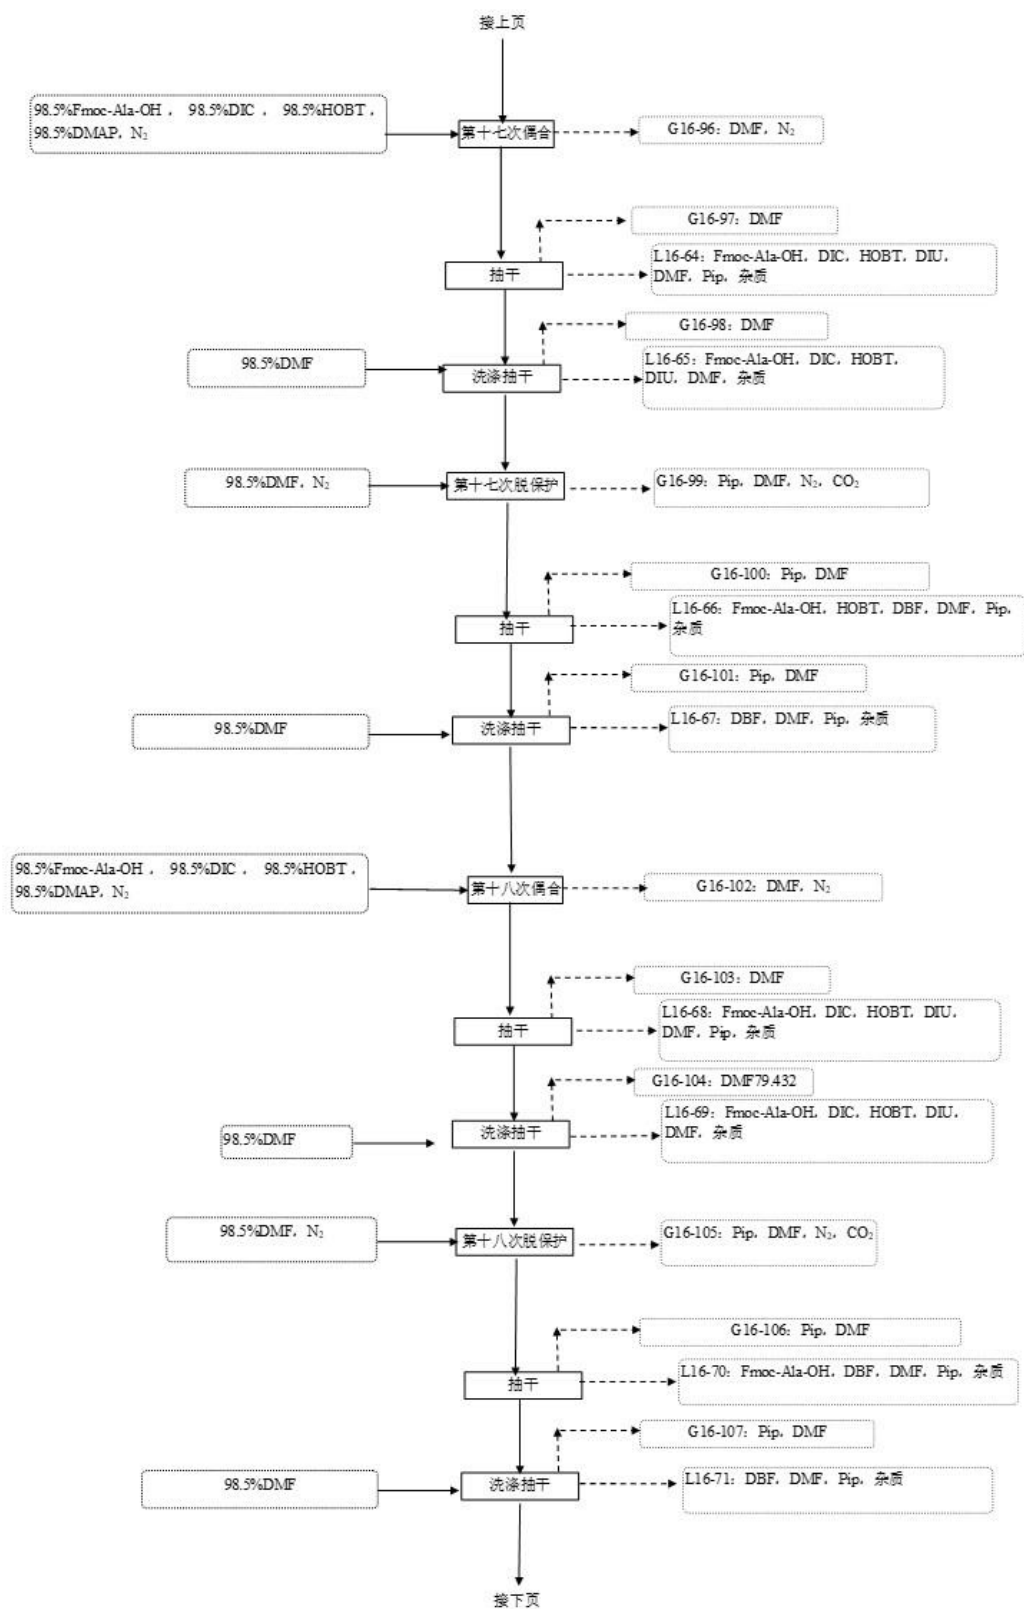 接上页
98.5%Fmoc-Ala-OH， 98.5%DIC， 98.5%HOBT，
98.5%DMAP，N₂
第十七次偶合
G16-96：DMF，N₂
G16-97：DMF
抽干
L16-64：Fmoc-Ala-OH，DIC，HOBT，DIU，
DMF，Pip，杂质
G16-98：DMF
98.5%DMF
洗涤抽干
L16-65：Fmoc-Ala-OH，DIC，HOBT，
DIU，DMF，杂质
98.5%DMF，N₂
第十七次脱保护
G16-99：Pip，DMF，N₂，CO₂
G16-100：Pip，DMF
抽干
L16-66：Fmoc-Ala-OH，HOBT，DBF，DMF，Pip，
杂质
G16-101：Pip，DMF
98.5%DMF
洗涤抽干
L16-67：DBF，DMF，Pip，杂质
98.5%Fmoc-Ala-OH， 98.5%DIC， 98.5%HOBT，
98.5%DMAP，N₂
第十八次偶合
G16-102：DMF，N₂
G16-103：DMF
抽干
L16-68：Fmoc-Ala-OH，DIC，HOBT，DIU，
DMF，Pip，杂质
G16-104：DMF79.432
98.5%DMF
洗涤抽干
L16-69：Fmoc-Ala-OH，DIC，HOBT，DIU，
DMF，杂质
98.5%DMF，N₂
第十八次脱保护
G16-105：Pip，DMF，N₂，CO₂
G16-106：Pip，DMF
抽干
L16-70：Fmoc-Ala-OH，DBF，DMF，Pip，杂质
G16-107：Pip，DMF
98.5%DMF
洗涤抽干
L16-71：DBF，DMF，Pip，杂质
接下页